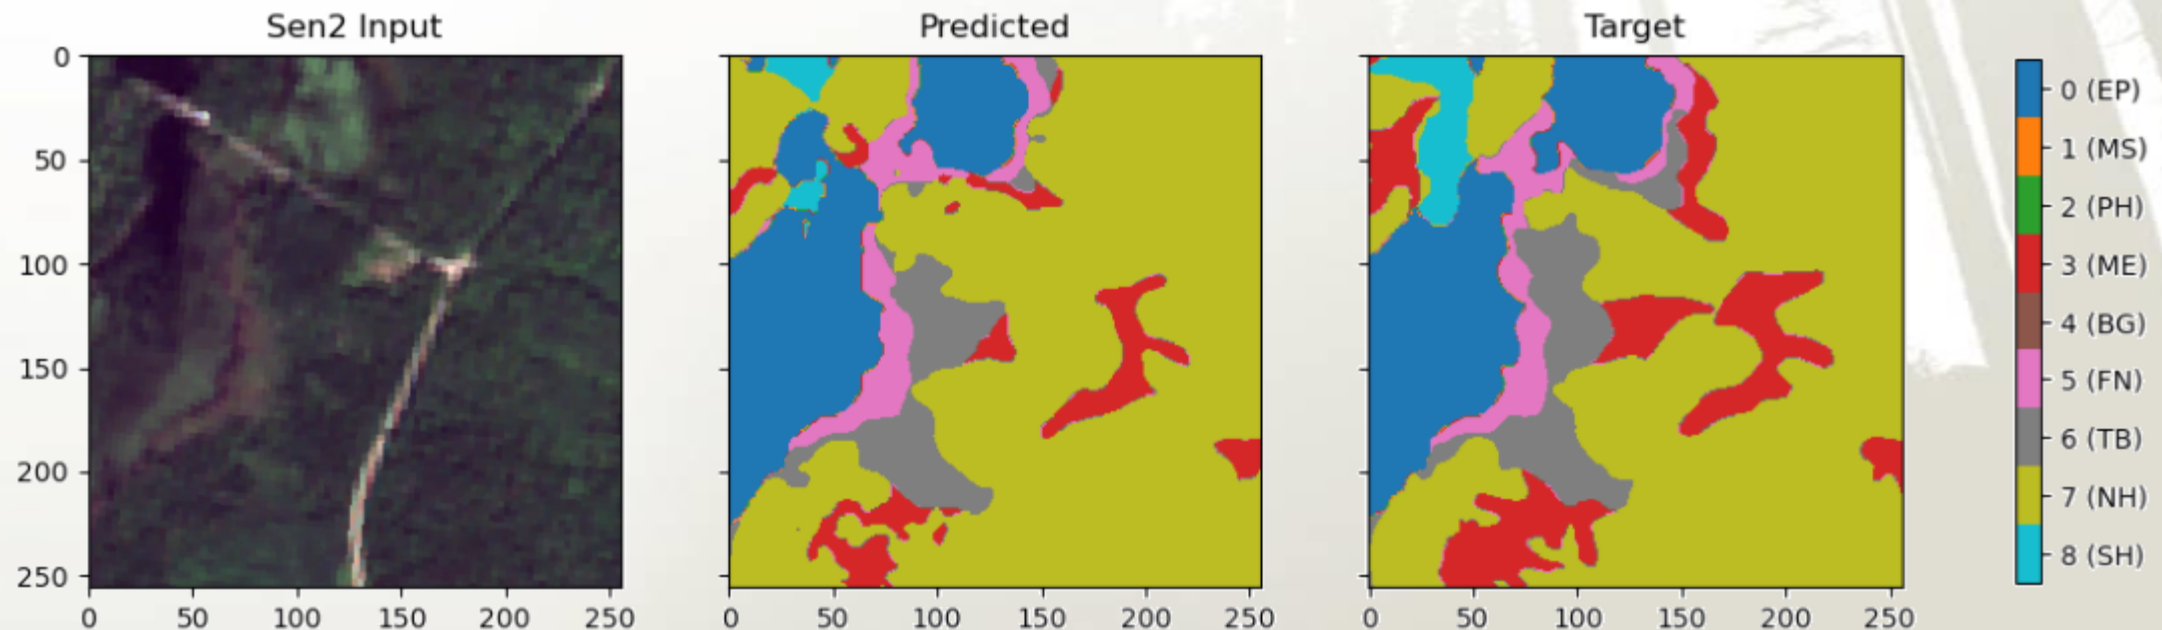 Sen2 Input
Predicted
Target
0
50
100
150
200
250
0 50 100 150 200 250
0 50 100 150 200 250
0 50 100 150 200 250
0 (EP)
1 (MS)
2 (PH)
3 (ME)
4 (BG)
5 (FN)
6 (TB)
7 (NH)
8 (SH)